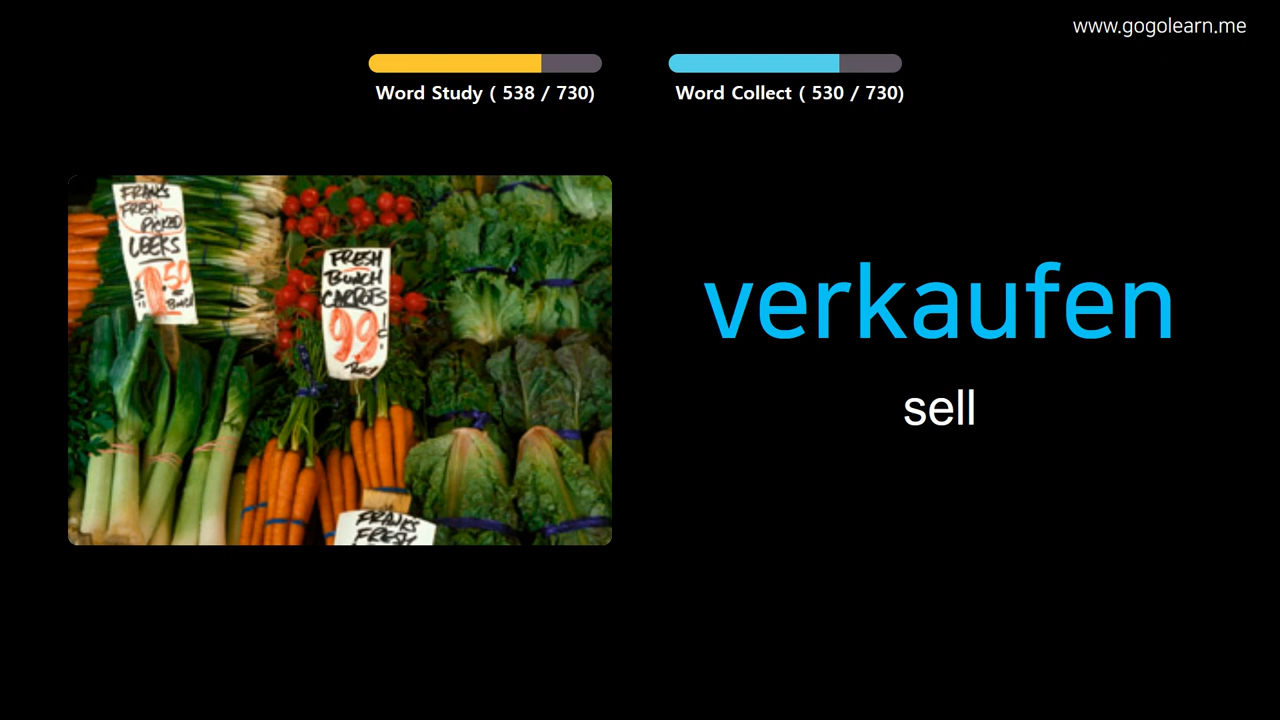 www.gogolearn.me
Word Study ( 538 / 730)
Word Collect ( 530 / 730)
FRANK'S
FRESH
PICKED
LEEKS
50
FRESH
BUNCH
CARROTS
99
verkaufen
sell
FRANK'S
FRESH